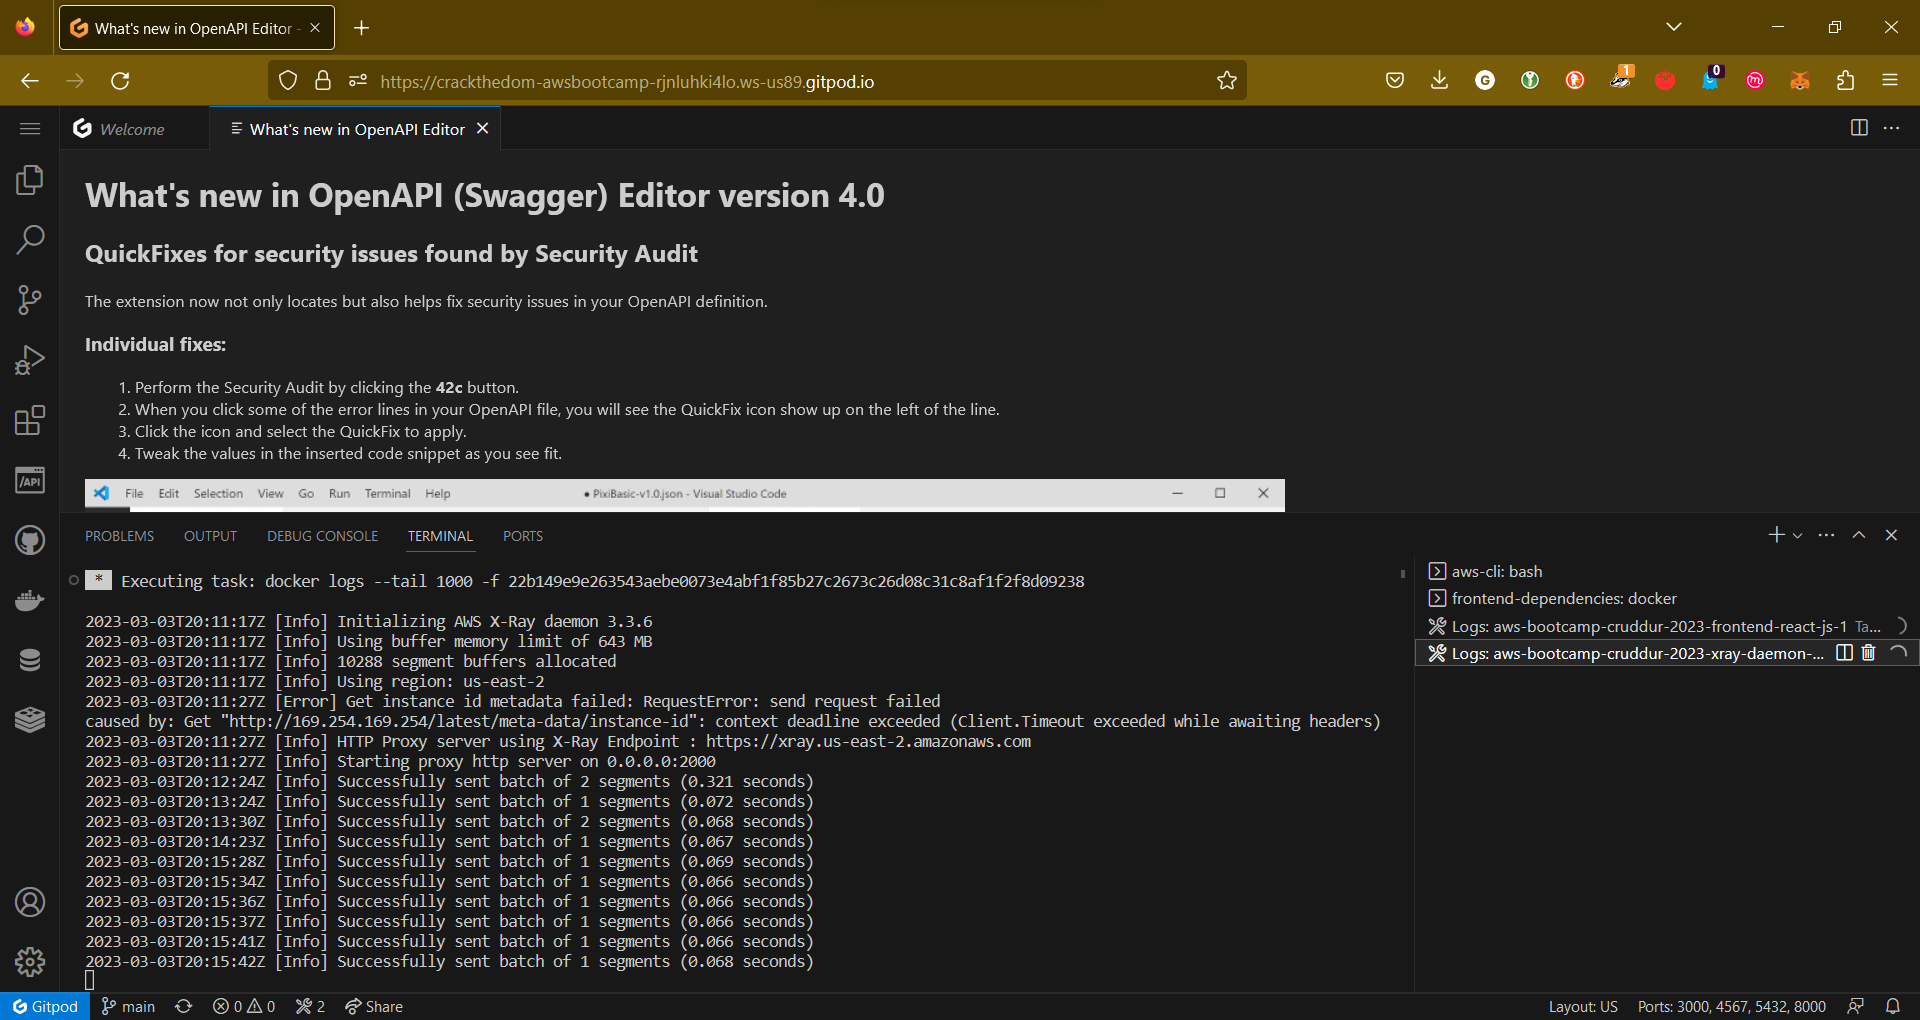 What's new in OpenAPI Editor -
https://crackthedom-awsbootcamp-rjnluhki4lo.ws-us89.gitpod.io
1
0
Welcome
What's new in OpenAPI Editor
What's new in OpenAPI (Swagger) Editor version 4.0
QuickFixes for security issues found by Security Audit
The extension now not only locates but also helps fix security issues in your OpenAPI definition.
Individual fixes:
1. Perform the Security Audit by clicking the 42c button.
2. When you click some of the error lines in your OpenAPI file, you will see the QuickFix icon show up on the left of the line.
3. Click the icon and select the QuickFix to apply.
4. Tweak the values in the inserted code snippet as you see fit.
/API
File Edit Selection View Go Run Terminal Help ● PixiBasic-v1.0.json - Visual Studio Code
PROBLEMS OUTPUT DEBUG CONSOLE TERMINAL PORTS
* Executing task: docker logs --tail 1000 -f 22b149e9e263543aebe0073e4abf1f85b27c2673c26d08c31c8af1f2f8d09238
2023-03-03T20:11:17Z [Info] Initializing AWS X-Ray daemon 3.3.6
2023-03-03T20:11:17Z [Info] Using buffer memory limit of 643 MB
2023-03-03T20:11:17Z [Info] 10288 segment buffers allocated
2023-03-03T20:11:17Z [Info] Using region: us-east-2
2023-03-03T20:11:27Z [Error] Get instance id metadata failed: RequestError: send request failed
caused by: Get "http://169.254.169.254/latest/meta-data/instance-id": context deadline exceeded (Client.Timeout exceeded while awaiting headers)
2023-03-03T20:11:27Z [Info] HTTP Proxy server using X-Ray Endpoint : https://xray.us-east-2.amazonaws.com
2023-03-03T20:11:27Z [Info] Starting proxy http server on 0.0.0.0:2000
2023-03-03T20:12:24Z [Info] Successfully sent batch of 2 segments (0.321 seconds)
2023-03-03T20:13:24Z [Info] Successfully sent batch of 1 segments (0.072 seconds)
2023-03-03T20:13:30Z [Info] Successfully sent batch of 2 segments (0.068 seconds)
2023-03-03T20:14:23Z [Info] Successfully sent batch of 1 segments (0.067 seconds)
2023-03-03T20:15:28Z [Info] Successfully sent batch of 1 segments (0.069 seconds)
2023-03-03T20:15:34Z [Info] Successfully sent batch of 1 segments (0.066 seconds)
2023-03-03T20:15:36Z [Info] Successfully sent batch of 1 segments (0.066 seconds)
2023-03-03T20:15:37Z [Info] Successfully sent batch of 1 segments (0.066 seconds)
2023-03-03T20:15:41Z [Info] Successfully sent batch of 1 segments (0.066 seconds)
2023-03-03T20:15:42Z [Info] Successfully sent batch of 1 segments (0.068 seconds)
aws-cli: bash
frontend-dependencies: docker
Logs: aws-bootcamp-cruddur-2023-frontend-react-js-1 Ta...
Logs: aws-bootcamp-cruddur-2023-xray-daemon-...
Gitpod main 0 0 2 Share Layout: US Ports: 3000, 4567, 5432, 8000